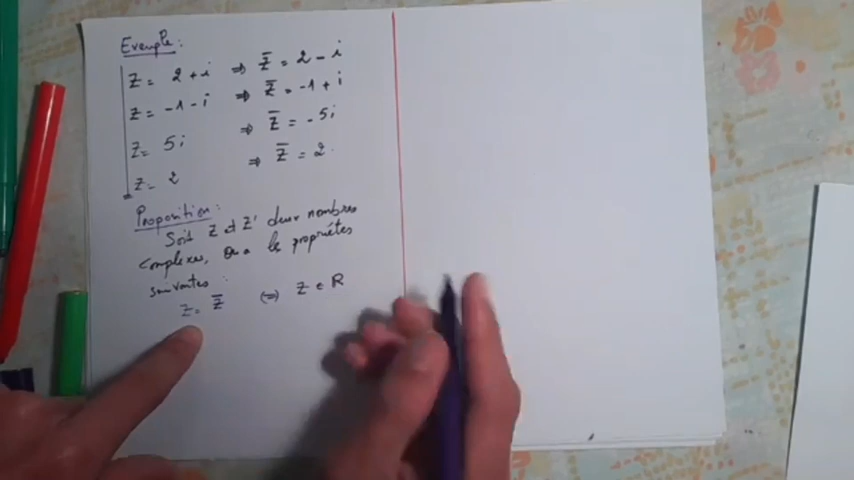 Exemple :
z = 2 + i ⇒ z̄ = 2 - i
z = -1 - i ⇒ z̄ = -1 + i
z = 5i ⇒ z̄ = -5i
z = 2 ⇒ z̄ = 2
Proposition :
Soit z et z' deux nombres
complexes, On a les propriétés
suivantes :
z = z̄ ⇔ z ∈ R